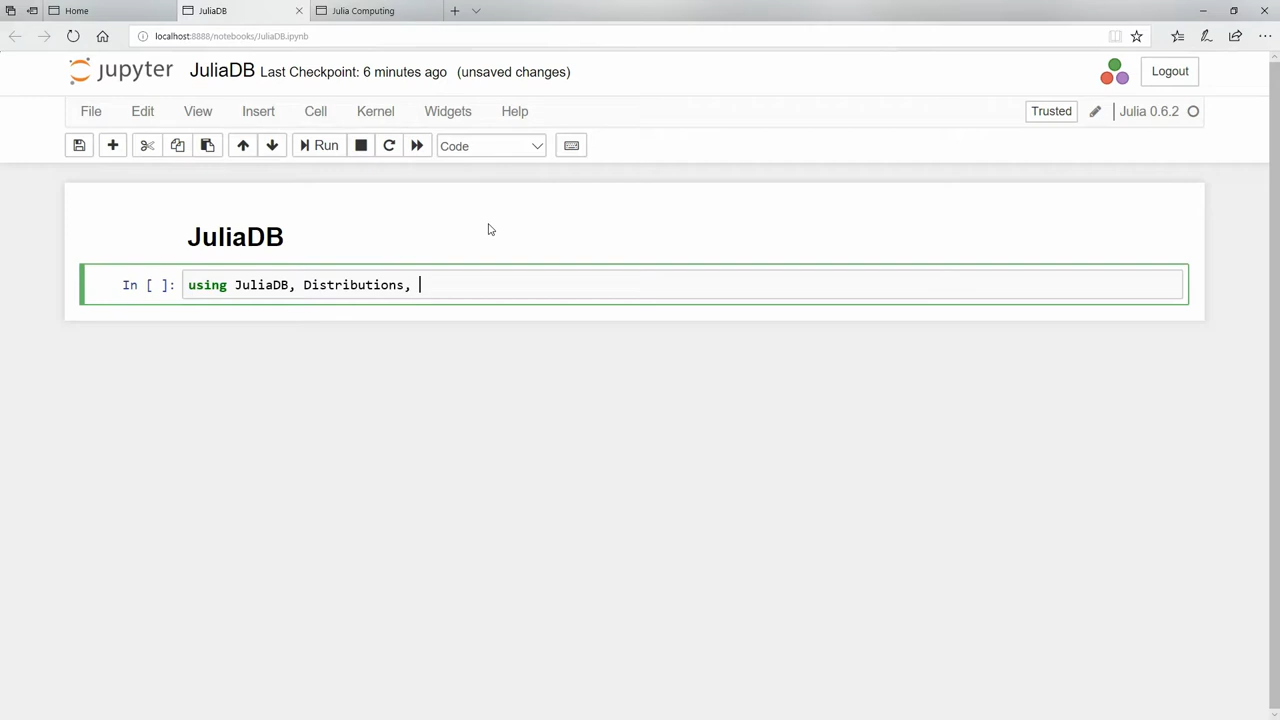 Home
JuliaDB
Julia Computing
localhost:8888/notebooks/JuliaDB.ipynb
jupyter JuliaDB Last Checkpoint: 6 minutes ago (unsaved changes)
Logout
File Edit View Insert Cell Kernel Widgets Help
Trusted
Julia 0.6.2
Run
Code
JuliaDB
In [ ]: using JuliaDB, Distributions,